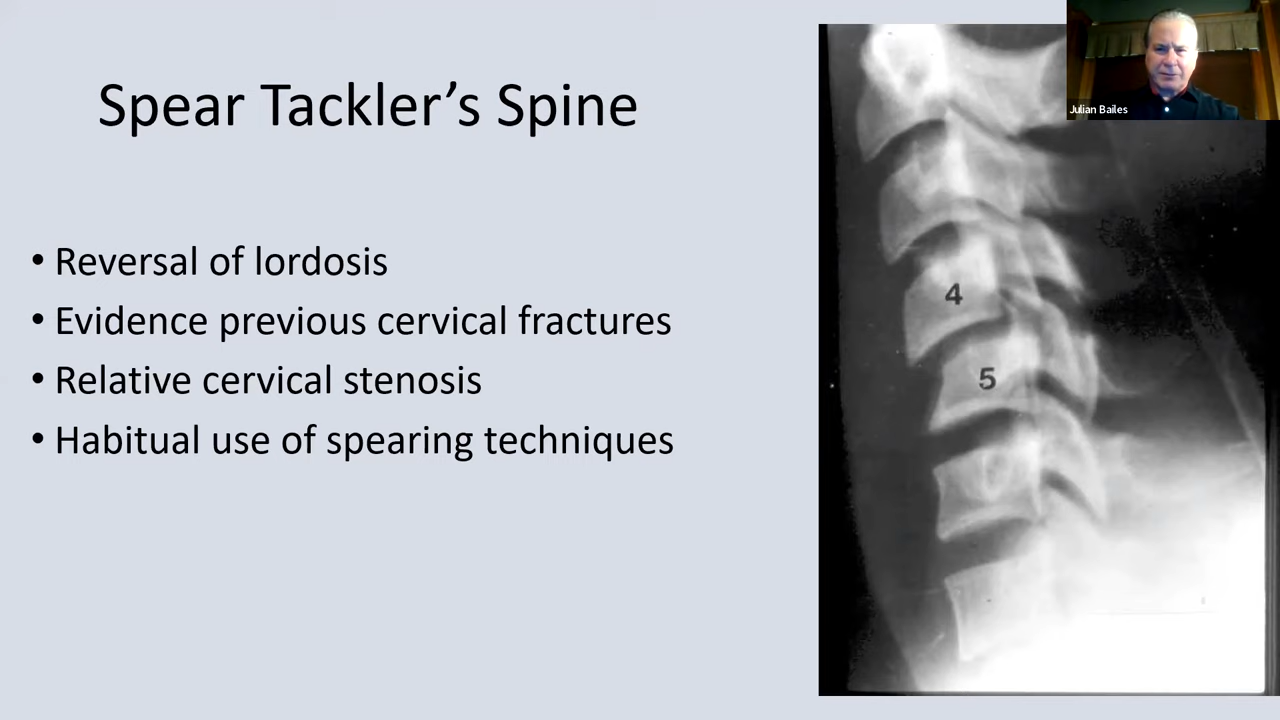 Spear Tackler’s Spine
• Reversal of lordosis
• Evidence previous cervical fractures
• Relative cervical stenosis
• Habitual use of spearing techniques
4
5
Julian Bailes